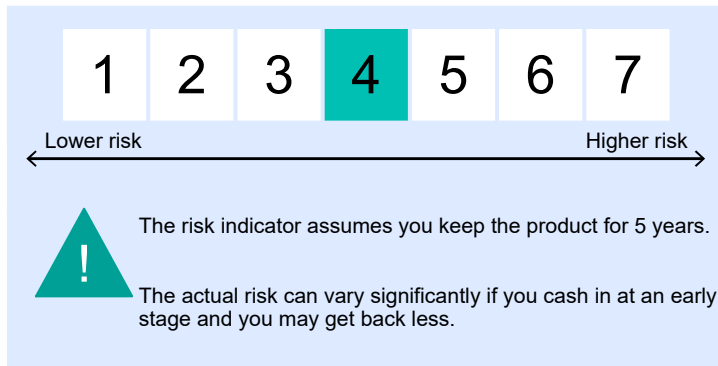 1 2 3 4 5 6 7
Lower risk Higher risk
The risk indicator assumes you keep the product for 5 years.
!
The actual risk can vary significantly if you cash in at an early
stage and you may get back less.